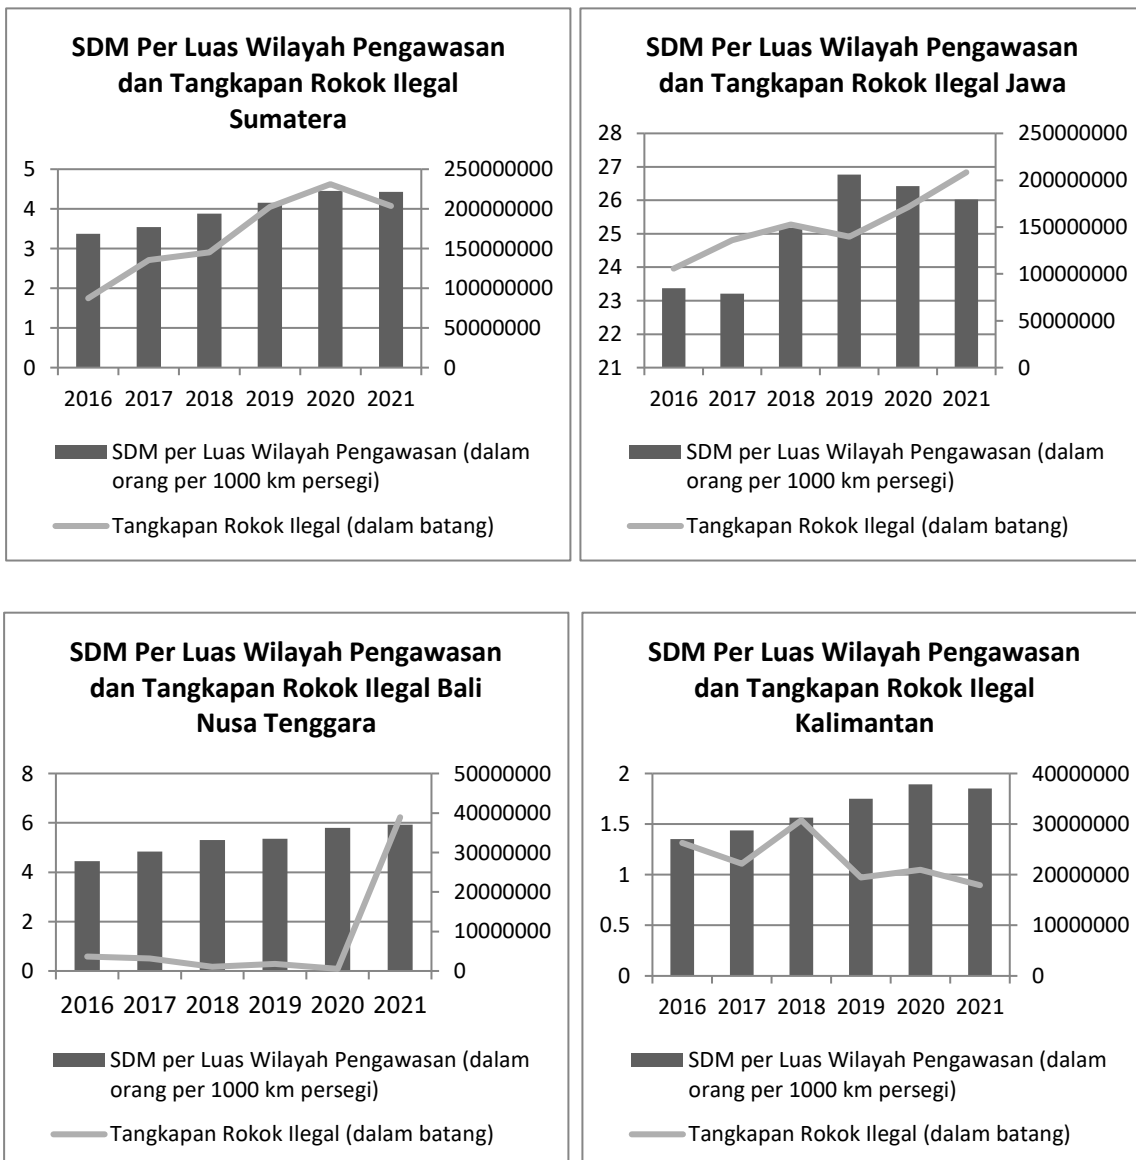 SDM Per Luas Wilayah Pengawasan
dan Tangkapan Rokok Ilegal
Sumatera
5
4
3
2
1
0
250000000
200000000
150000000
100000000
50000000
0
2016 2017 2018 2019 2020 2021
SDM per Luas Wilayah Pengawasan (dalam
orang per 1000 km persegi)
Tangkapan Rokok Ilegal (dalam batang)
SDM Per Luas Wilayah Pengawasan
dan Tangkapan Rokok Ilegal Jawa
28
27
26
25
24
23
22
21
250000000
200000000
150000000
100000000
50000000
0
2016 2017 2018 2019 2020 2021
SDM per Luas Wilayah Pengawasan (dalam
orang per 1000 km persegi)
Tangkapan Rokok Ilegal (dalam batang)
SDM Per Luas Wilayah Pengawasan
dan Tangkapan Rokok Ilegal Bali
Nusa Tenggara
8
6
4
2
0
50000000
40000000
30000000
20000000
10000000
0
2016 2017 2018 2019 2020 2021
SDM per Luas Wilayah Pengawasan (dalam
orang per 1000 km persegi)
Tangkapan Rokok Ilegal (dalam batang)
SDM Per Luas Wilayah Pengawasan
dan Tangkapan Rokok Ilegal
Kalimantan
2
1.5
1
0.5
0
40000000
30000000
20000000
10000000
0
2016 2017 2018 2019 2020 2021
SDM per Luas Wilayah Pengawasan (dalam
orang per 1000 km persegi)
Tangkapan Rokok Ilegal (dalam batang)